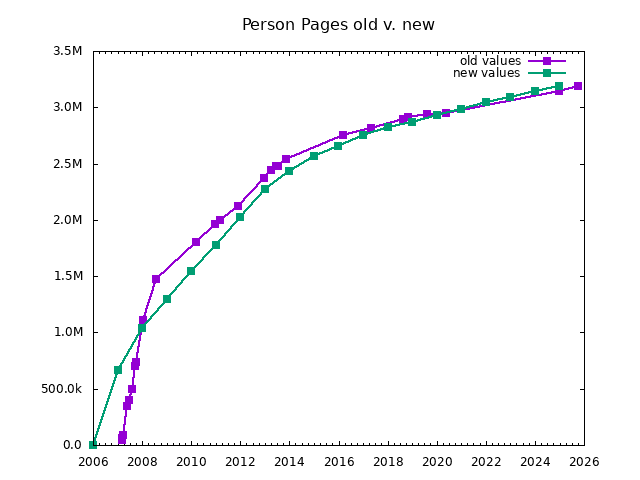 Person Pages old v. new
3.5M
old values
new values
3.0M
2.5M
2.0M
1.5M
1.0M
500.0k
0.0
2006 2008 2010 2012 2014 2016 2018 2020 2022 2024 2026